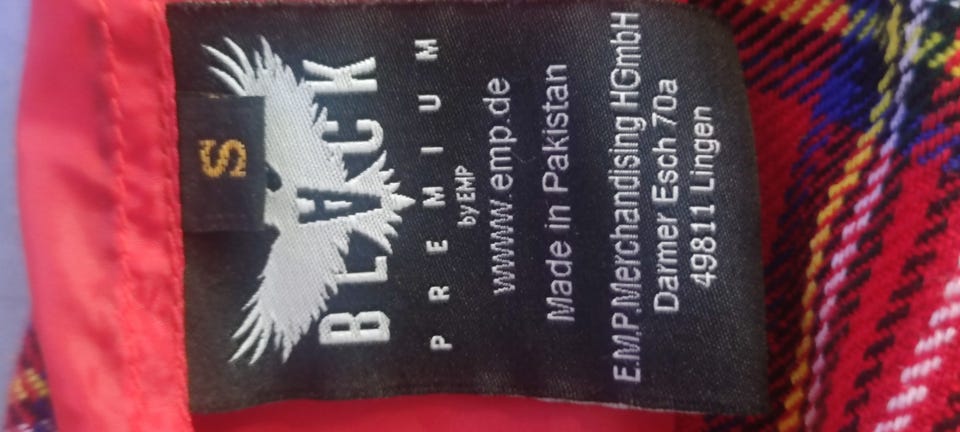 S
BLACK
PREMIUM
by EMP
www.emp.de
Made in Pakistan
E.M.P.Merchandising HGmbH
Darmer Esch 70a
49811 Lingen